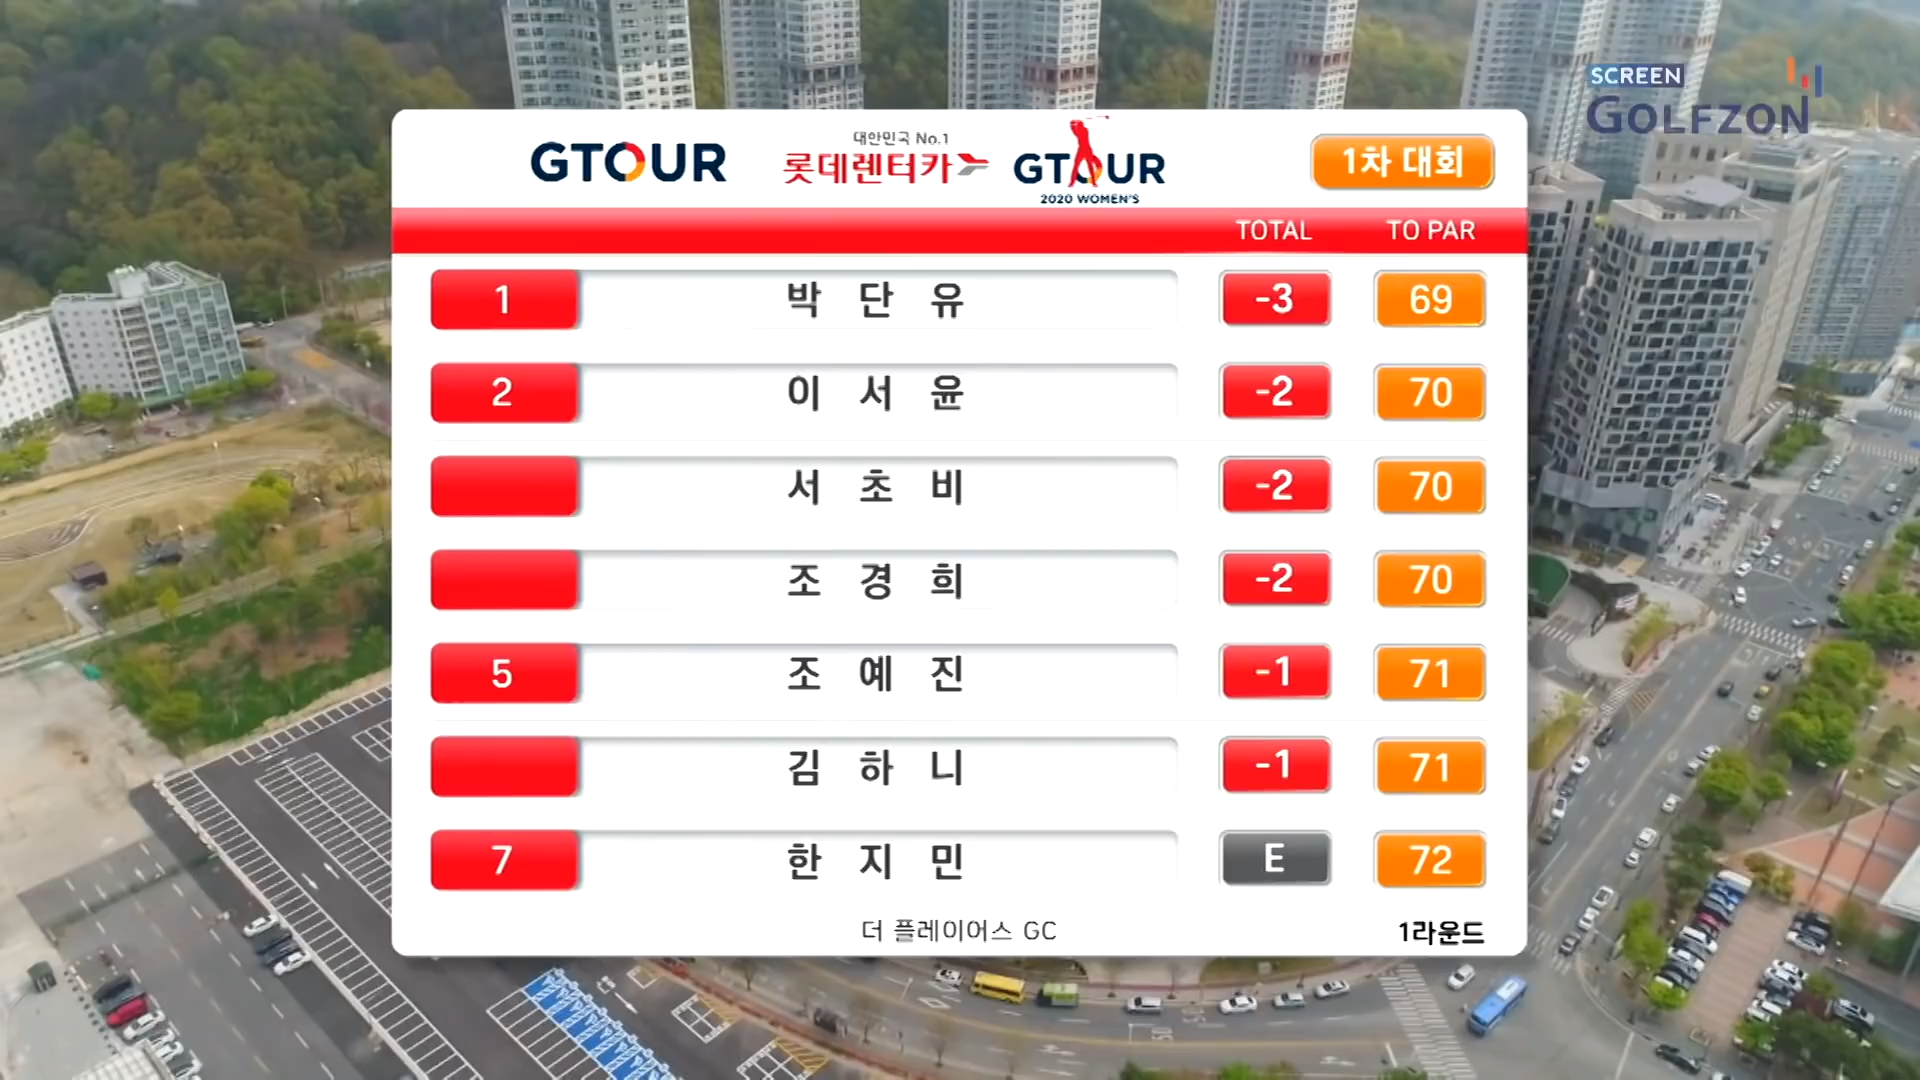 SCREEN
GOLFZON
GTOUR
대한민국 No.1
롯데렌터카
GTOUR
2020 WOMEN'S
1차 대회
TOTAL TO PAR
1 박 단 유 -3 69
2 이 서 윤 -2 70
서 초 비 -2 70
조 경 희 -2 70
5 조 예 진 -1 71
김 하 니 -1 71
7 한 지 민 E 72
더 플레이어스 GC
1라운드